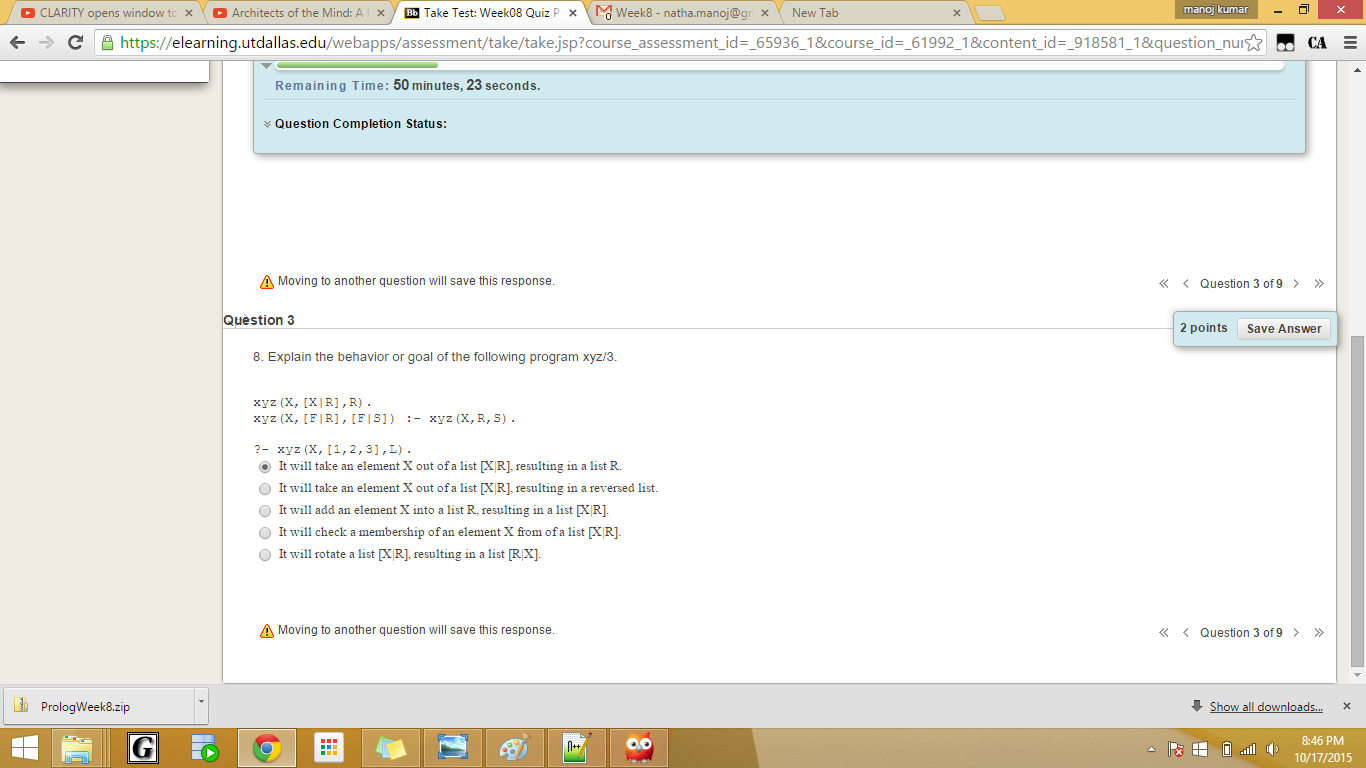 CLARITY opens window to
Architects of the Mind: A
Take Test: Week08 Quiz P
Week8 - natha.manoj@gn
New Tab
manoj kumar
https://elearning.utdallas.edu/webapps/assessment/take/take.jsp?course_assessment_id=_65936_1&course_id=_61992_1&content_id=_918581_1&question_nu
CA
Remaining Time: 50 minutes, 23 seconds.
Question Completion Status:
Moving to another question will save this response.
Question 3 of 9
Question 3
2 points
Save Answer
8. Explain the behavior or goal of the following program xyz/3.
xyz(X,[X|R],R).
xyz(X,[F|R],[F|S]) :- xyz(X,R,S).
?- xyz(X,[1,2,3],L).
It will take an element X out of a list [X|R], resulting in a list R.
It will take an element X out of a list [X|R], resulting in a reversed list.
It will add an element X into a list R, resulting in a list [X|R].
It will check a membership of an element X from of a list [X|R].
It will rotate a list [X|R], resulting in a list [R|X].
Moving to another question will save this response.
Question 3 of 9
PrologWeek8.zip
Show all downloads...
G
8:46 PM
10/17/2015